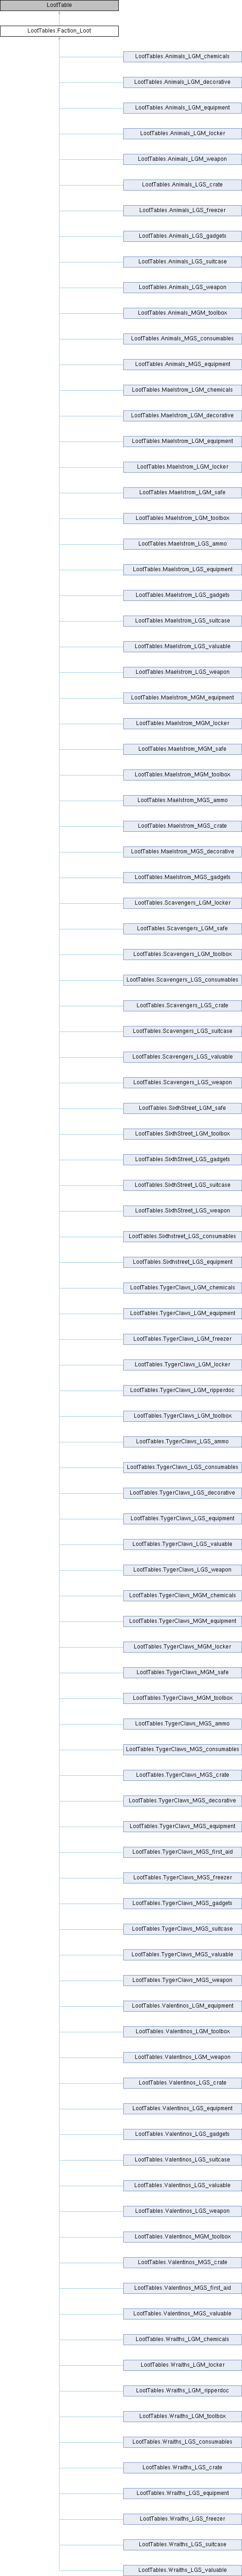 LootTable
LootTables.Faction_Loot
LootTables.Animals_LGM_chemicals
LootTables.Animals_LGM_decorative
LootTables.Animals_LGM_equipment
LootTables.Animals_LGM_locker
LootTables.Animals_LGM_weapon
LootTables.Animals_LGS_crate
LootTables.Animals_LGS_freezer
LootTables.Animals_LGS_gadgets
LootTables.Animals_LGS_suitcase
LootTables.Animals_LGS_weapon
LootTables.Animals_MGM_toolbox
LootTables.Animals_MGS_consumables
LootTables.Animals_MGS_equipment
LootTables.Maelstrom_LGM_chemicals
LootTables.Maelstrom_LGM_decorative
LootTables.Maelstrom_LGM_equipment
LootTables.Maelstrom_LGM_locker
LootTables.Maelstrom_LGM_safe
LootTables.Maelstrom_LGM_toolbox
LootTables.Maelstrom_LGS_ammo
LootTables.Maelstrom_LGS_equipment
LootTables.Maelstrom_LGS_gadgets
LootTables.Maelstrom_LGS_suitcase
LootTables.Maelstrom_LGS_valuable
LootTables.Maelstrom_LGS_weapon
LootTables.Maelstrom_MGM_equipment
LootTables.Maelstrom_MGM_locker
LootTables.Maelstrom_MGM_safe
LootTables.Maelstrom_MGM_toolbox
LootTables.Maelstrom_MGS_ammo
LootTables.Maelstrom_MGS_crate
LootTables.Maelstrom_MGS_decorative
LootTables.Maelstrom_MGS_gadgets
LootTables.Scavengers_LGM_locker
LootTables.Scavengers_LGM_safe
LootTables.Scavengers_LGM_toolbox
LootTables.Scavengers_LGS_consumables
LootTables.Scavengers_LGS_crate
LootTables.Scavengers_LGS_suitcase
LootTables.Scavengers_LGS_valuable
LootTables.Scavengers_LGS_weapon
LootTables.SixthStreet_LGM_safe
LootTables.SixthStreet_LGM_toolbox
LootTables.SixthStreet_LGS_gadgets
LootTables.SixthStreet_LGS_suitcase
LootTables.SixthStreet_LGS_weapon
LootTables.Sixthstreet_LGS_consumables
LootTables.Sixthstreet_LGS_equipment
LootTables.TygerClaws_LGM_chemicals
LootTables.TygerClaws_LGM_equipment
LootTables.TygerClaws_LGM_freezer
LootTables.TygerClaws_LGM_locker
LootTables.TygerClaws_LGM_ripperdoc
LootTables.TygerClaws_LGM_toolbox
LootTables.TygerClaws_LGS_ammo
LootTables.TygerClaws_LGS_consumables
LootTables.TygerClaws_LGS_decorative
LootTables.TygerClaws_LGS_equipment
LootTables.TygerClaws_LGS_valuable
LootTables.TygerClaws_LGS_weapon
LootTables.TygerClaws_MGM_chemicals
LootTables.TygerClaws_MGM_equipment
LootTables.TygerClaws_MGM_locker
LootTables.TygerClaws_MGM_safe
LootTables.TygerClaws_MGM_toolbox
LootTables.TygerClaws_MGS_ammo
LootTables.TygerClaws_MGS_consumables
LootTables.TygerClaws_MGS_crate
LootTables.TygerClaws_MGS_decorative
LootTables.TygerClaws_MGS_equipment
LootTables.TygerClaws_MGS_first_aid
LootTables.TygerClaws_MGS_freezer
LootTables.TygerClaws_MGS_gadgets
LootTables.TygerClaws_MGS_suitcase
LootTables.TygerClaws_MGS_valuable
LootTables.TygerClaws_MGS_weapon
LootTables.Valentinos_LGM_equipment
LootTables.Valentinos_LGM_toolbox
LootTables.Valentinos_LGM_weapon
LootTables.Valentinos_LGS_crate
LootTables.Valentinos_LGS_equipment
LootTables.Valentinos_LGS_gadgets
LootTables.Valentinos_LGS_suitcase
LootTables.Valentinos_LGS_valuable
LootTables.Valentinos_LGS_weapon
LootTables.Valentinos_MGM_toolbox
LootTables.Valentinos_MGS_crate
LootTables.Valentinos_MGS_first_aid
LootTables.Valentinos_MGS_valuable
LootTables.Wraiths_LGM_chemicals
LootTables.Wraiths_LGM_locker
LootTables.Wraiths_LGM_ripperdoc
LootTables.Wraiths_LGM_toolbox
LootTables.Wraiths_LGS_consumables
LootTables.Wraiths_LGS_crate
LootTables.Wraiths_LGS_equipment
LootTables.Wraiths_LGS_freezer
LootTables.Wraiths_LGS_suitcase
LootTables.Wraiths_LGS_valuable